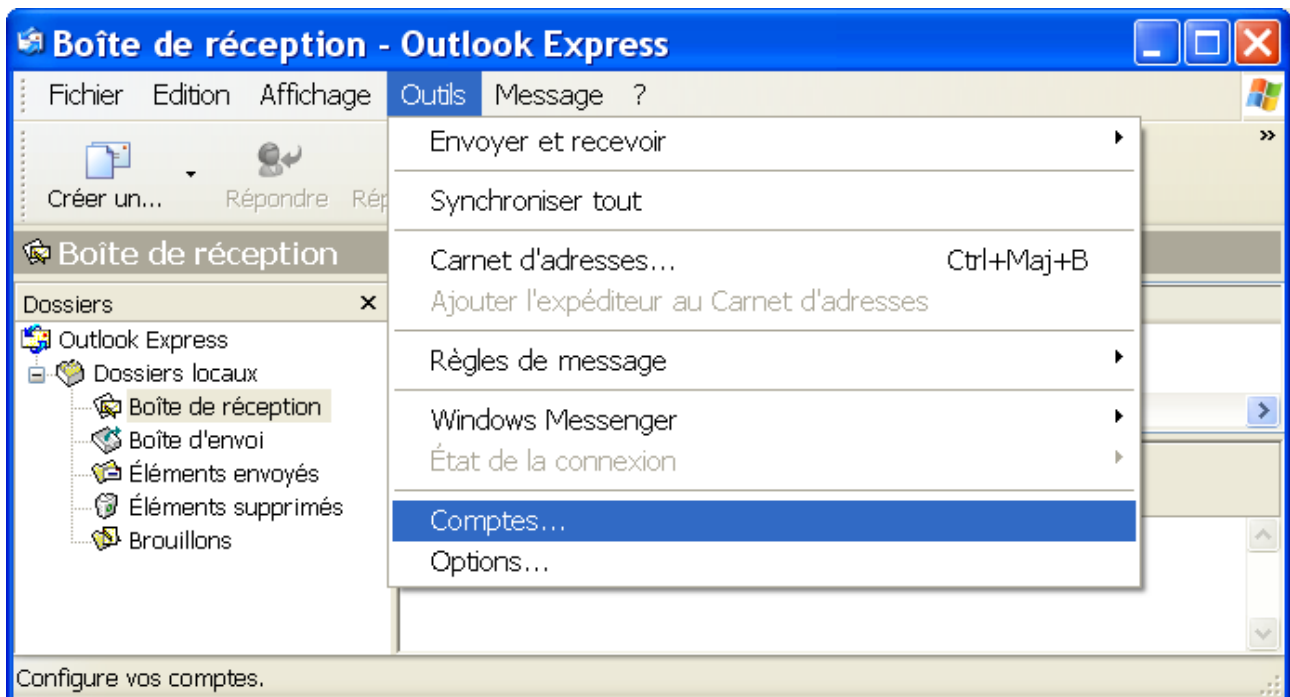 Boîte de réception - Outlook Express
Fichier Edition Affichage Outils Message ?
Envoyer et recevoir
»
Créer un... Répondre Rép
Synchroniser tout
Boîte de réception
Carnet d'adresses... Ctrl+Maj+B
Ajouter l'expéditeur au Carnet d'adresses
Dossiers
Outlook Express
Règles de message
Dossiers locaux
Boîte de réception
Windows Messenger
Boîte d'envoi
État de la connexion
Éléments envoyés
Éléments supprimés
Comptes...
Brouillons
Options...
Configure vos comptes.